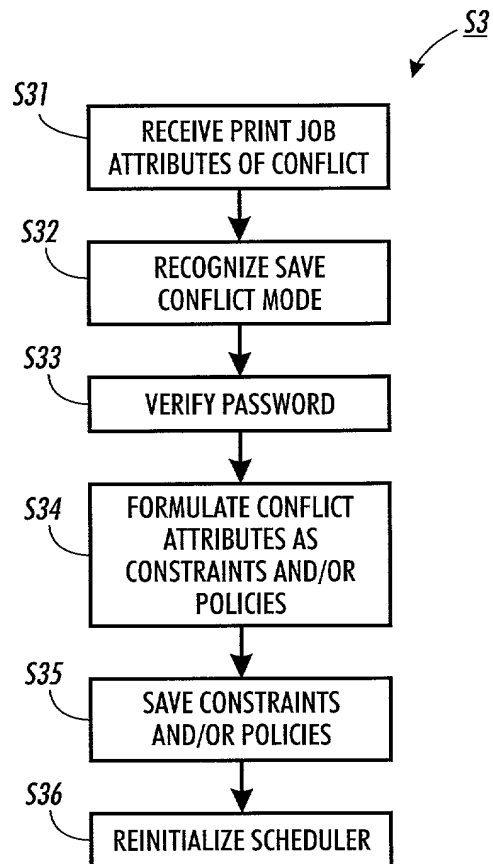 S3
S31
RECEIVE PRINT JOB
ATTRIBUTES OF CONFLICT
S32
RECOGNIZE SAVE
CONFLICT MODE
S33
VERIFY PASSWORD
S34
FORMULATE CONFLICT
ATTRIBUTES AS
CONSTRAINTS AND/OR
POLICIES
S35
SAVE CONSTRAINTS
AND/OR POLICIES
S36
REINITIALIZE SCHEDULER